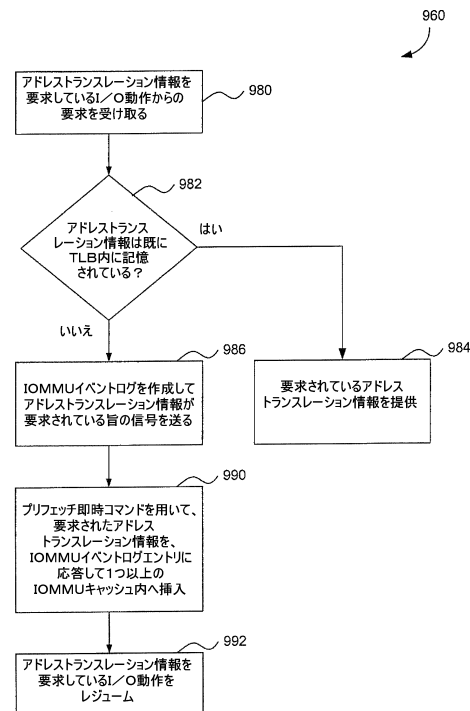 960
アドレストランスレーション情報を
要求しているI/O動作からの
要求を受け取る
980
982
アドレストランス
レーション情報は既に
TLB内に記憶
されている?
はい
いいえ
986
984
IOMMUイベントログを作成して
アドレストランスレーション情報が
要求されている旨の信号を送る
要求されているアドレス
トランスレーション情報を提供
990
プリフェッチ即時コマンドを用いて、
要求されたアドレス
トランスレーション情報を、
IOMMUイベントログエントリに
応答して1つ以上の
IOMMUキャッシュ内へ挿入
992
アドレストランスレーション情報を
要求しているI/O動作を
レジューム